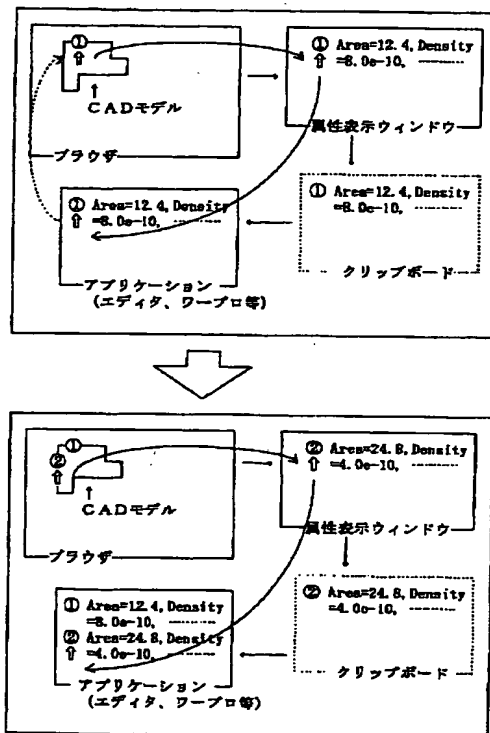 ①
⇧
CADモデル
ブラウザ
① Area=12.4, Density
⇧ =8.0e-10,
属性表示ウィンドウ
① Area=12.4, Density
⇧ =8.0e-10,
アプリケーション
(エディタ、ワープロ等)
① Area=12.4, Density
=8.0e-10,
クリップボード
①
②
⇧
CADモデル
ブラウザ
② Area=24.8, Density
⇧ =4.0e-10,
属性表示ウィンドウ
① Area=12.4, Density
=8.0e-10,
② Area=24.8, Density
⇧ =4.0e-10,
アプリケーション
(エディタ、ワープロ等)
② Area=24.8, Density
=4.0e-10,
クリップボード